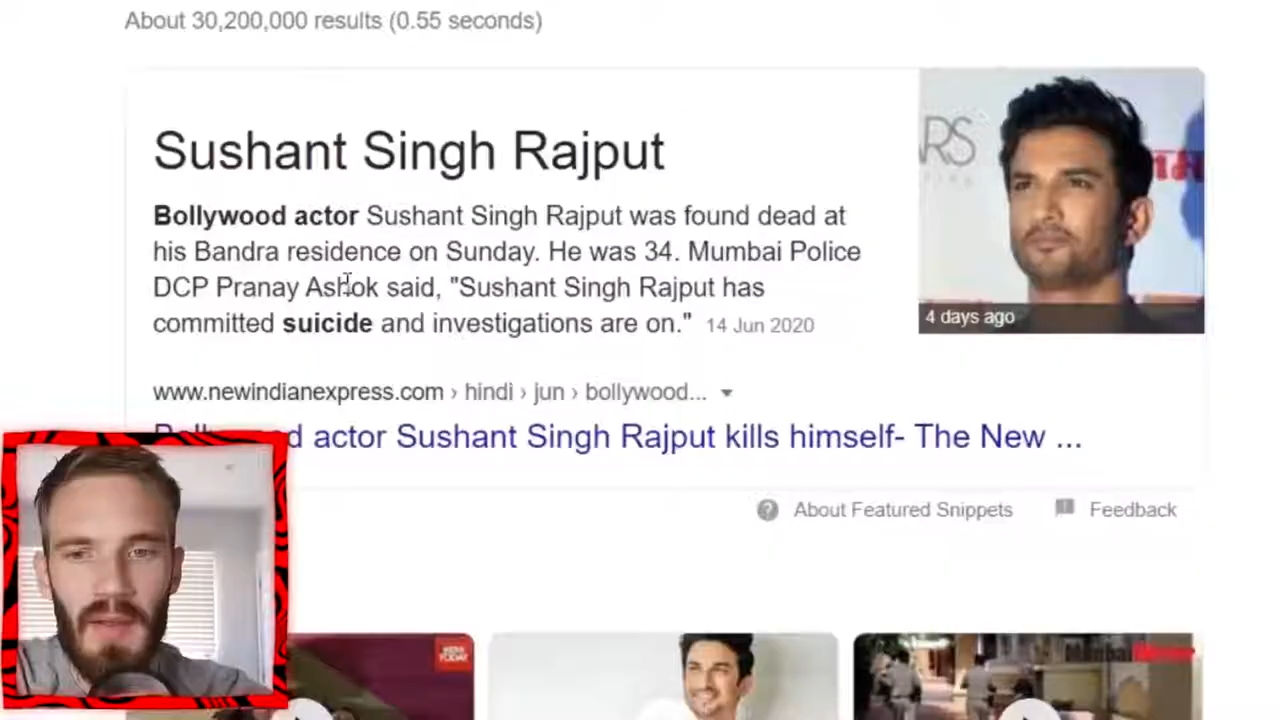 About 30,200,000 results (0.55 seconds)
Sushant Singh Rajput
Bollywood actor Sushant Singh Rajput was found dead at
his Bandra residence on Sunday. He was 34. Mumbai Police
DCP Pranay Ashok said, "Sushant Singh Rajput has
committed suicide and investigations are on." 14 Jun 2020
4 days ago
www.newindianexpress.com › hindi › jun › bollywood...
actor Sushant Singh Rajput kills himself- The New ...
About Featured Snippets
Feedback
TODAY